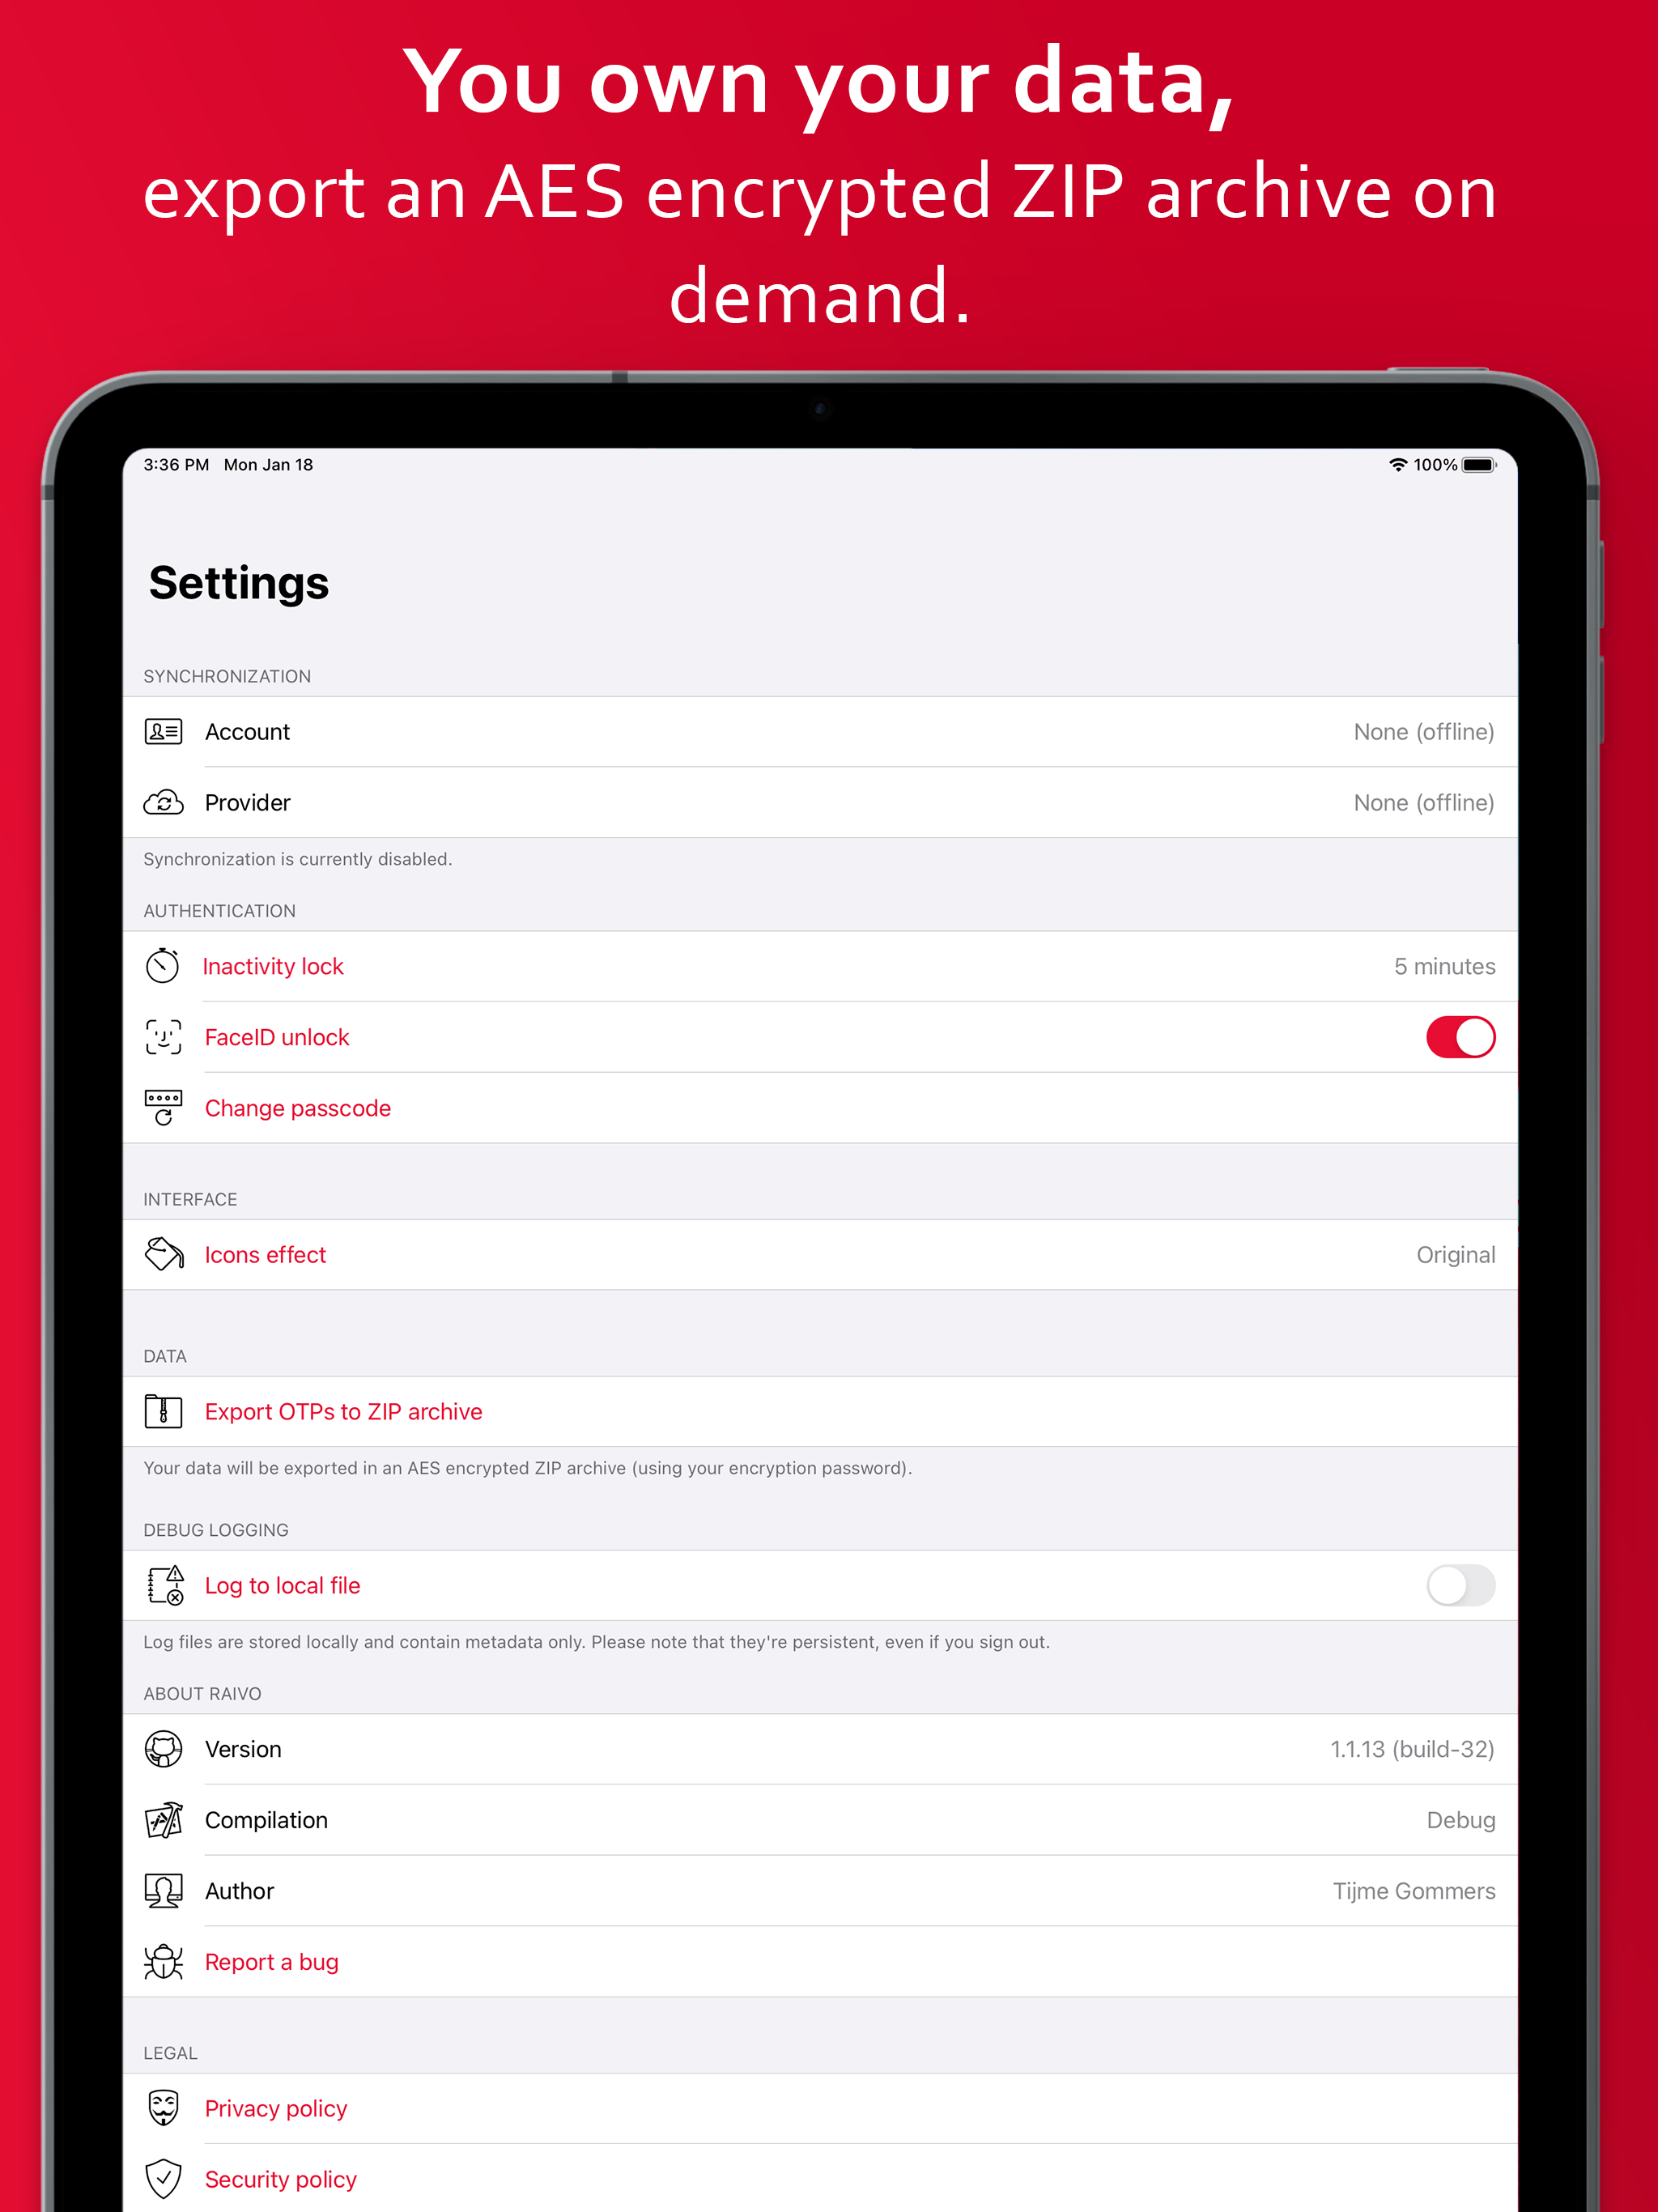 You own your data,
export an AES encrypted ZIP archive on
demand.
3:36 PM Mon Jan 18
100%
Settings
SYNCHRONIZATION
Account None (offline)
Provider None (offline)
Synchronization is currently disabled.
AUTHENTICATION
Inactivity lock 5 minutes
FaceID unlock
Change passcode
INTERFACE
Icons effect Original
DATA
Export OTPs to ZIP archive
Your data will be exported in an AES encrypted ZIP archive (using your encryption password).
DEBUG LOGGING
Log to local file
Log files are stored locally and contain metadata only. Please note that they're persistent, even if you sign out.
ABOUT RAIVO
Version 1.1.13 (build-32)
Compilation Debug
Author Tijme Gommers
Report a bug
LEGAL
Privacy policy
Security policy